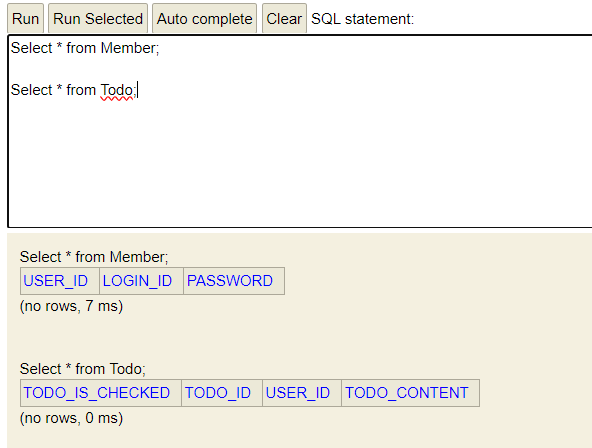 Run Run Selected Auto complete Clear SQL statement:
Select * from Member;
Select * from Todo;
Select * from Member;
USER_ID LOGIN_ID PASSWORD
(no rows, 7 ms)
Select * from Todo;
TODO_IS_CHECKED TODO_ID USER_ID TODO_CONTENT
(no rows, 0 ms)